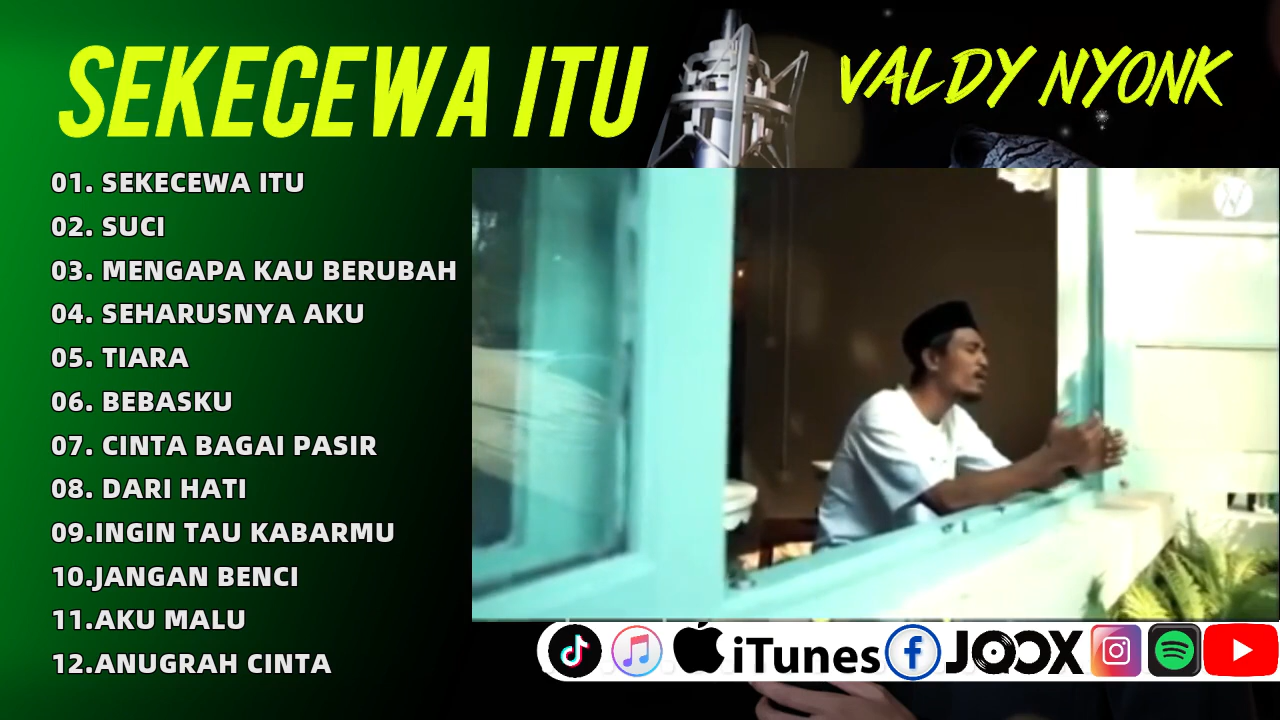 SEKECEWA ITU
VALDY NYONK
01. SEKECEWA ITU
02. SUCI
03. MENGAPA KAU BERUBAH
04. SEHARUSNYA AKU
05. TIARA
06. BEBASKU
07. CINTA BAGAI PASIR
08. DARI HATI
09.INGIN TAU KABARMU
10.JANGAN BENCI
11.AKU MALU
12.ANUGRAH CINTA
iTunes
JOOX